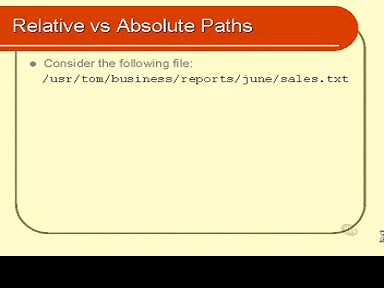 Relative vs Absolute Paths
Consider the following file:
/usr/tom/business/reports/june/sales.txt